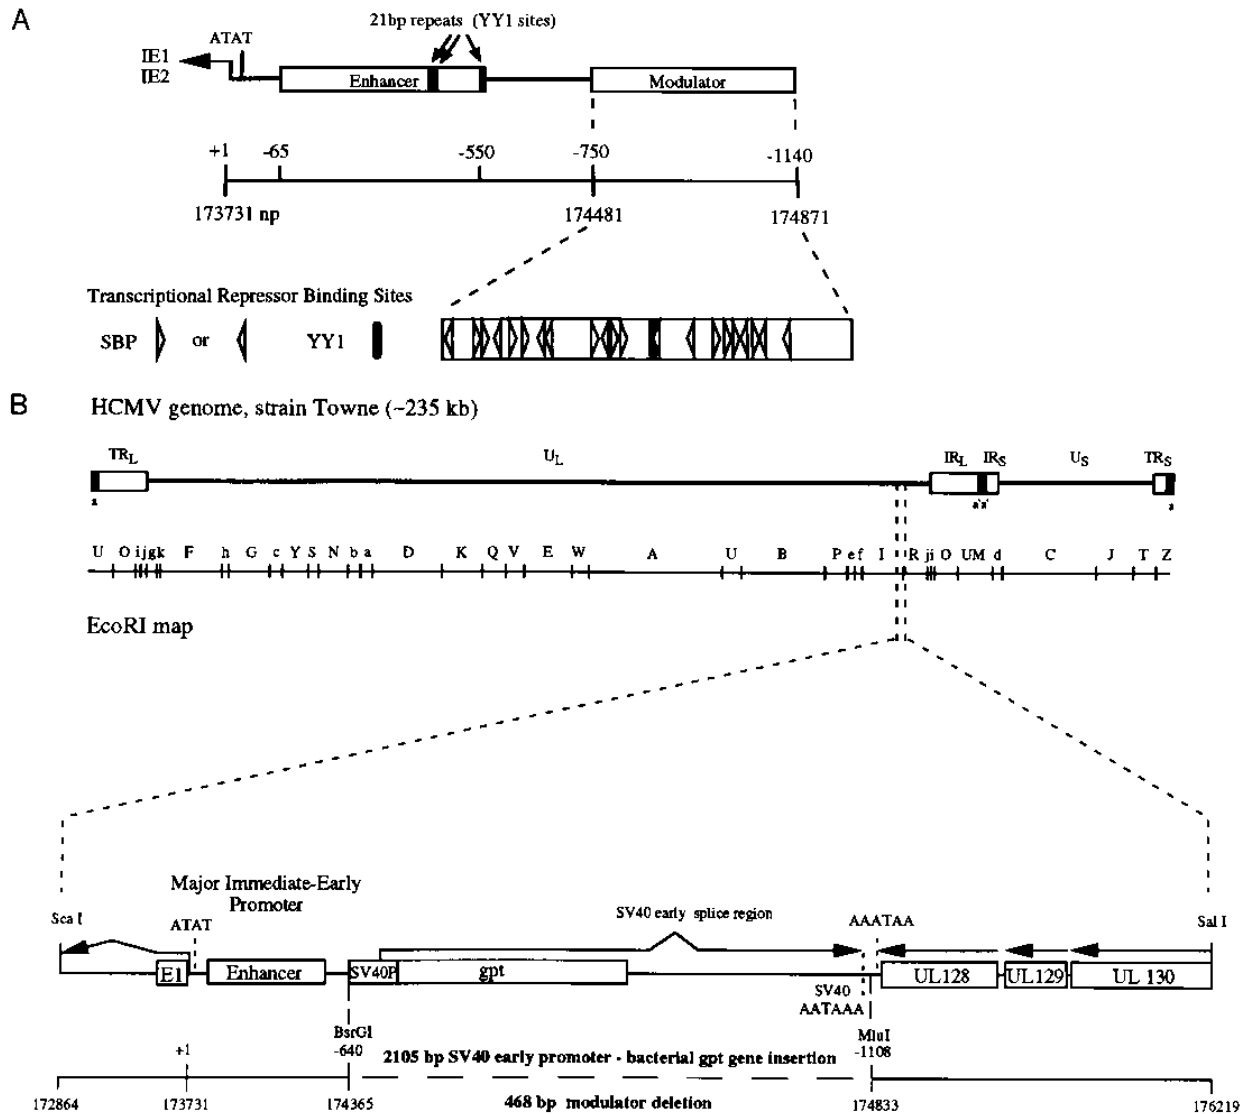 A
21bp repeats (YY1 sites)
ATAT
IE1
IE2
Enhancer
Modulator
+1 -65 -550 -750 -1140
173731 np 174481 174871
Transcriptional Repressor Binding Sites
SBP or YY1
B HCMV genome, strain Towne (~235 kb)
TRL UL IRL IRS US TRS
a a' a' a
U O i j g k F h G c Y S N b a D K Q V E W A U B P e f I R j i O U M d C J T Z
EcoRI map
Major Immediate-Early
Promoter
Sca I ATAT SV40 early splice region AAATAA Sal I
E1 Enhancer SV40P gpt UL128 UL129 UL 130
SV40
AATAAA
BsrGI MluI
+1 -640 2105 bp SV40 early promoter - bacterial gpt gene insertion -1108
172864 173731 174365 468 bp modulator deletion 174833 176219